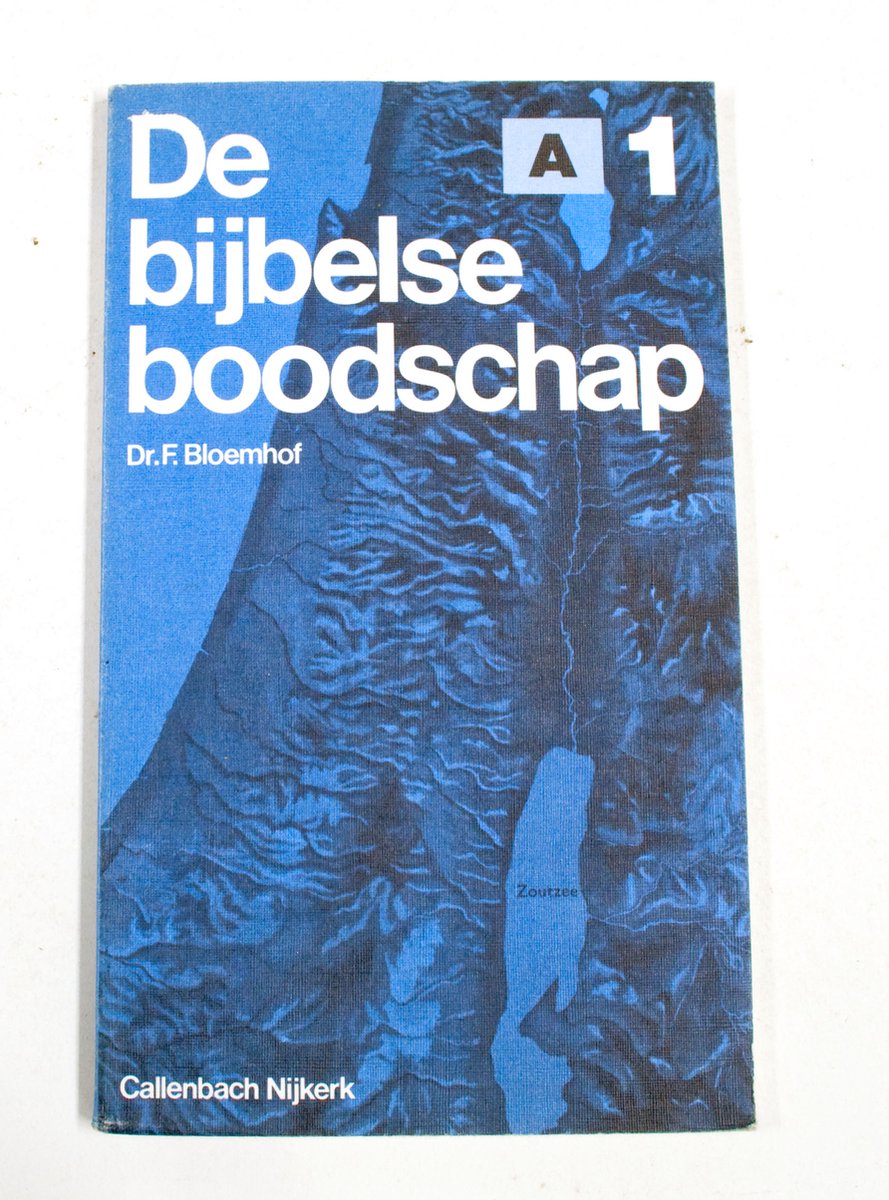 De
A 1
bijbelse
boodschap
Dr. F. Bloemhof
Zoutzee
Callenbach Nijkerk